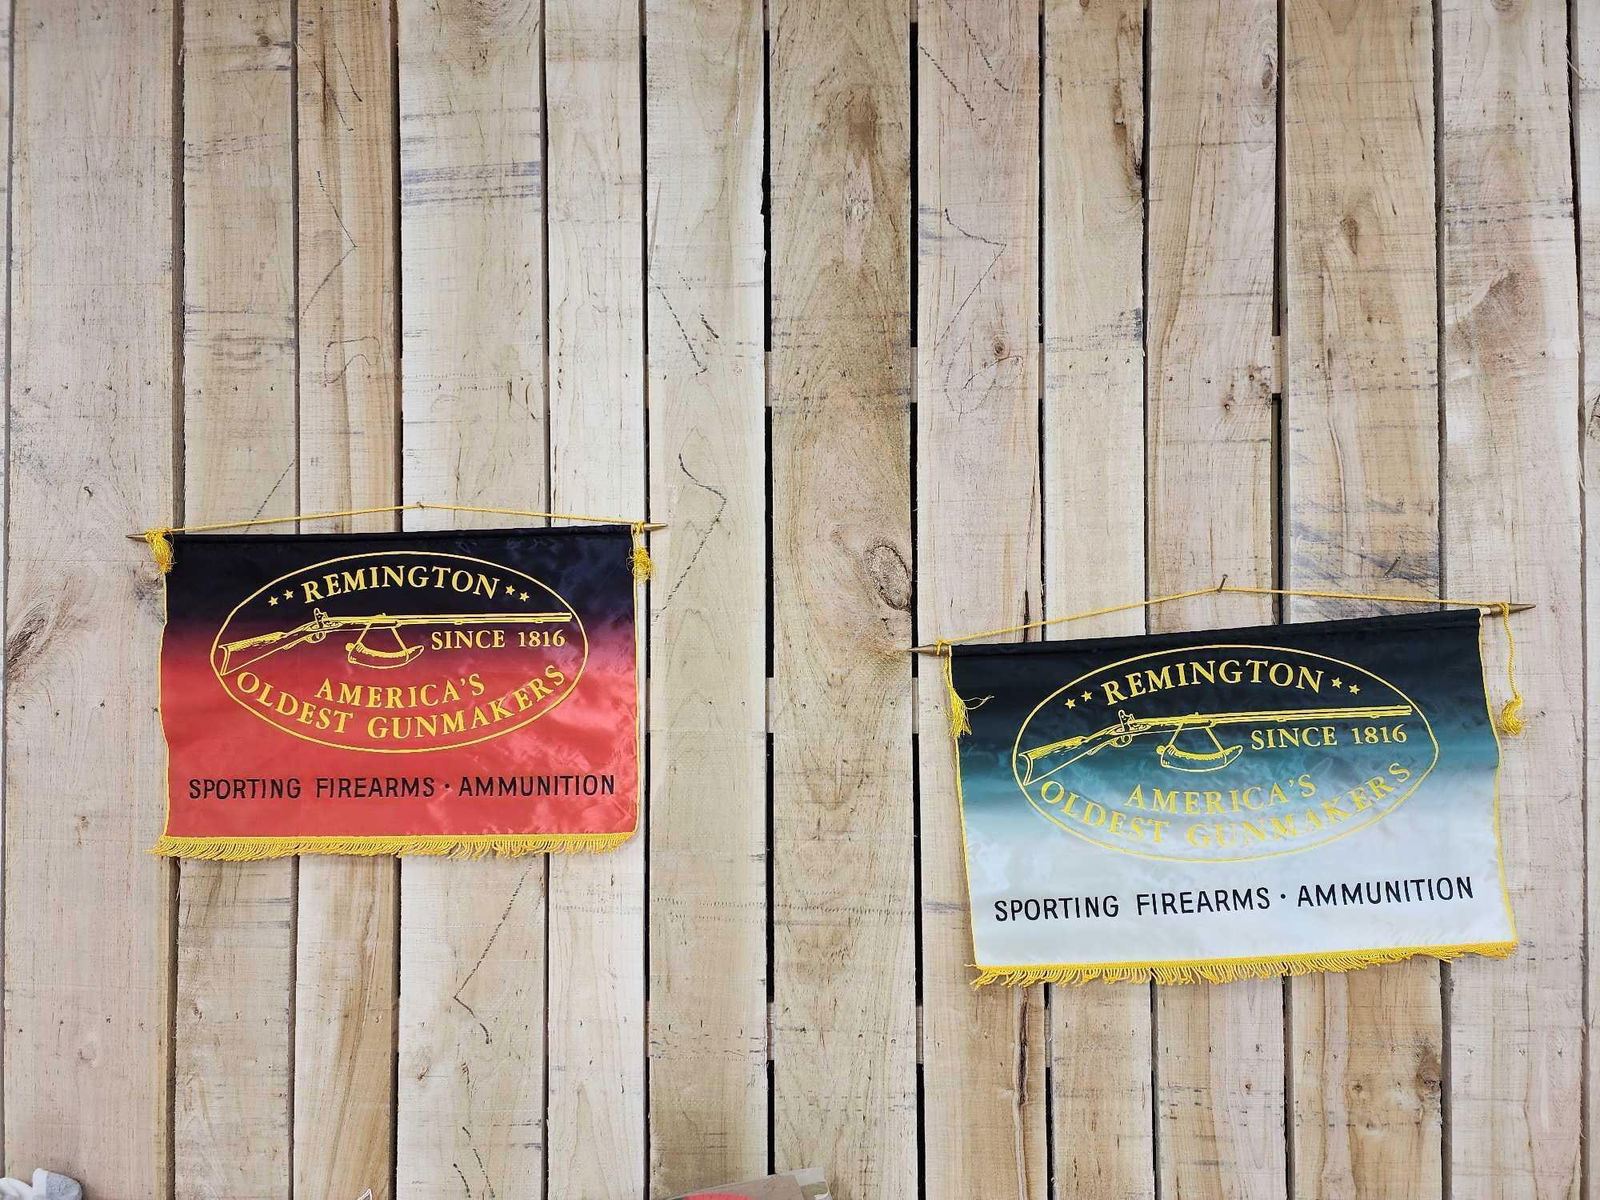 REMINGTON
SINCE 1816
AMERICA'S
OLDEST GUNMAKERS
SPORTING FIREARMS · AMMUNITION
REMINGTON
SINCE 1816
AMERICA'S
OLDEST GUNMAKERS
SPORTING FIREARMS · AMMUNITION